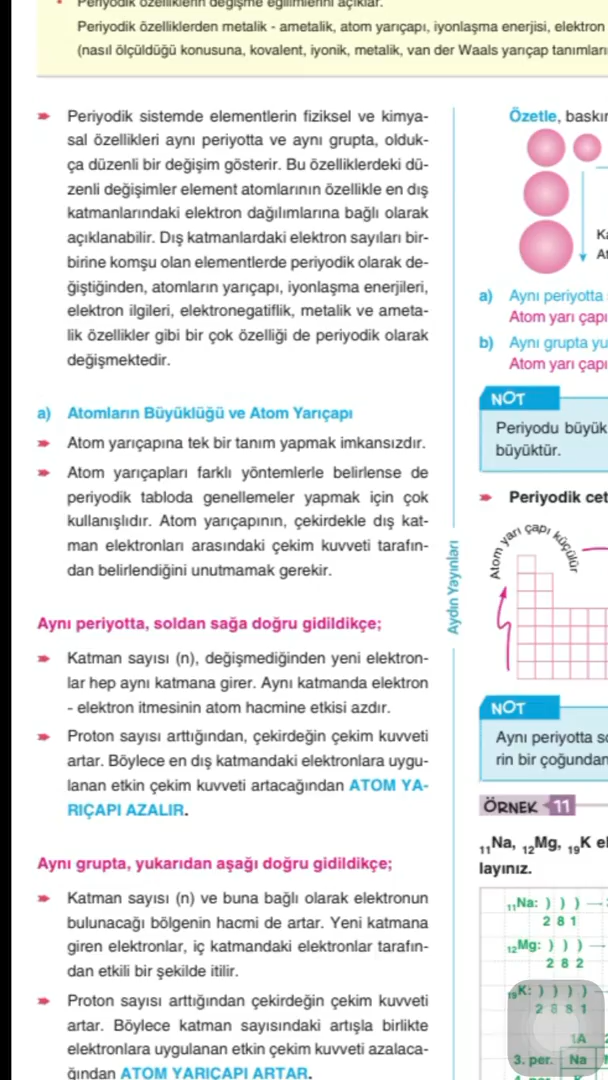 Periyodik özelliklerin değişme eğilimlerini açıklar.
Periyodik özelliklerden metalik - ametalik, atom yarıçapı, iyonlaşma enerjisi, elektron
(nasıl ölçüldüğü konusuna, kovalent, iyonik, metalik, van der Waals yarıçap tanımları
Periyodik sistemde elementlerin fiziksel ve kimya-
sal özellikleri aynı periyotta ve aynı grupta, olduk-
ça düzenli bir değişim gösterir. Bu özelliklerdeki dü-
zenli değişimler element atomlarının özellikle en dış
katmanlarındaki elektron dağılımlarına bağlı olarak
açıklanabilir. Dış katmanlardaki elektron sayıları bir-
birine komşu olan elementlerde periyodik olarak de-
ğiştiğinden, atomların yarıçapı, iyonlaşma enerjileri,
elektron ilgileri, elektronegatiflik, metalik ve ameta-
lik özellikler gibi bir çok özelliği de periyodik olarak
değişmektedir.
a) Atomların Büyüklüğü ve Atom Yarıçapı
Atom yarıçapına tek bir tanım yapmak imkansızdır.
Atom yarıçapları farklı yöntemlerle belirlense de
periyodik tabloda genellemeler yapmak için çok
kullanışlıdır. Atom yarıçapının, çekirdekle dış kat-
man elektronları arasındaki çekim kuvveti tarafın-
dan belirlendiğini unutmamak gerekir.
Aynı periyotta, soldan sağa doğru gidildikçe;
Katman sayısı (n), değişmediğinden yeni elektron-
lar hep aynı katmana girer. Aynı katmanda elektron
- elektron itmesinin atom hacmine etkisi azdır.
Proton sayısı arttığından, çekirdeğin çekim kuvveti
artar. Böylece en dış katmandaki elektronlara uygu-
lanan etkin çekim kuvveti artacağından ATOM YA-
RIÇAPI AZALIR.
Aynı grupta, yukarıdan aşağı doğru gidildikçe;
Katman sayısı (n) ve buna bağlı olarak elektronun
bulunacağı bölgenin hacmi de artar. Yeni katmana
giren elektronlar, iç katmandaki elektronlar tarafın-
dan etkili bir şekilde itilir.
Proton sayısı arttığından çekirdeğin çekim kuvveti
artar. Böylece katman sayısındaki artışla birlikte
elektronlara uygulanan etkin çekim kuvveti azalaca-
ğından ATOM YARIÇAPI ARTAR.
Aydın Yayınları
Özetle, baskın
a) Aynı periyotta
Atom yarı çapı
b) Aynı grupta yu
Atom yarı çapı
NOT
Periyodu büyük
büyüktür.
Periyodik cet
Atom yarı çapı küçülür
NOT
Aynı periyotta so
rin bir çoğundan
ÖRNEK 11
11Na, 12Mg, 19K el
layınız.
11Na: ) ) )
2 8 1
12Mg: ) ) )
2 8 2
19K: ) ) ) )
2 8 8 1
1A
3. per. Na